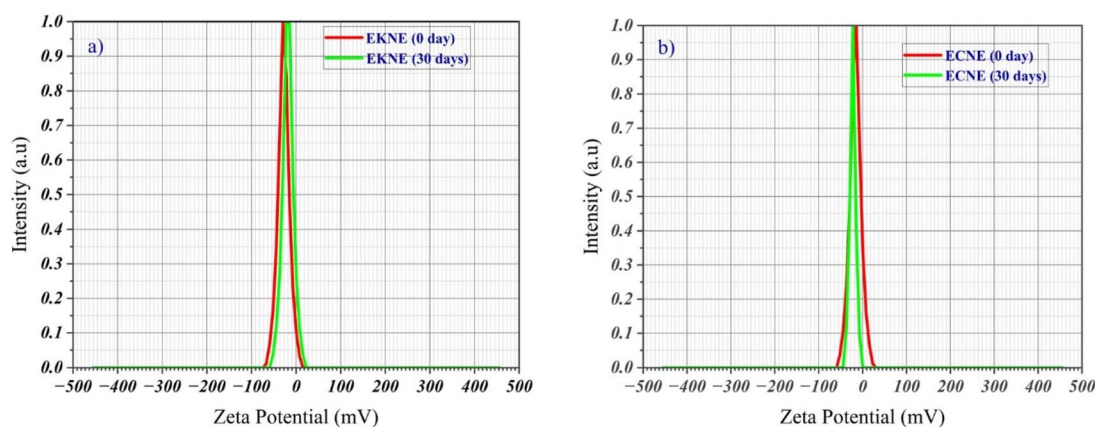 a)
EKNE (0 day)
EKNE (30 days)
1.0
0.9
0.8
0.7
0.6
0.5
0.4
0.3
0.2
0.1
0.0
Intensity (a.u)
−500 −400 −300 −200 −100 0 100 200 300 400 500
Zeta Potential (mV)
b)
ECNE (0 day)
ECNE (30 days)
1.0
0.9
0.8
0.7
0.6
0.5
0.4
0.3
0.2
0.1
0.0
Intensity (a.u)
−500 −400 −300 −200 −100 0 100 200 300 400 500
Zeta Potential (mV)